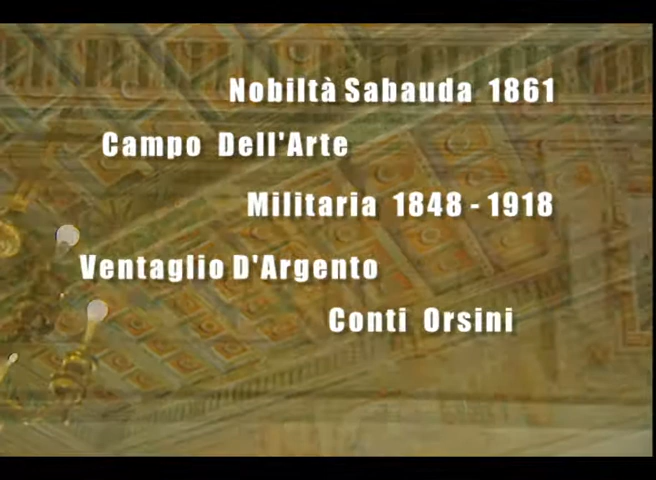 Nobiltà Sabauda 1861
Campo Dell'Arte
Militaria 1848 - 1918
Ventaglio D'Argento
Conti Orsini